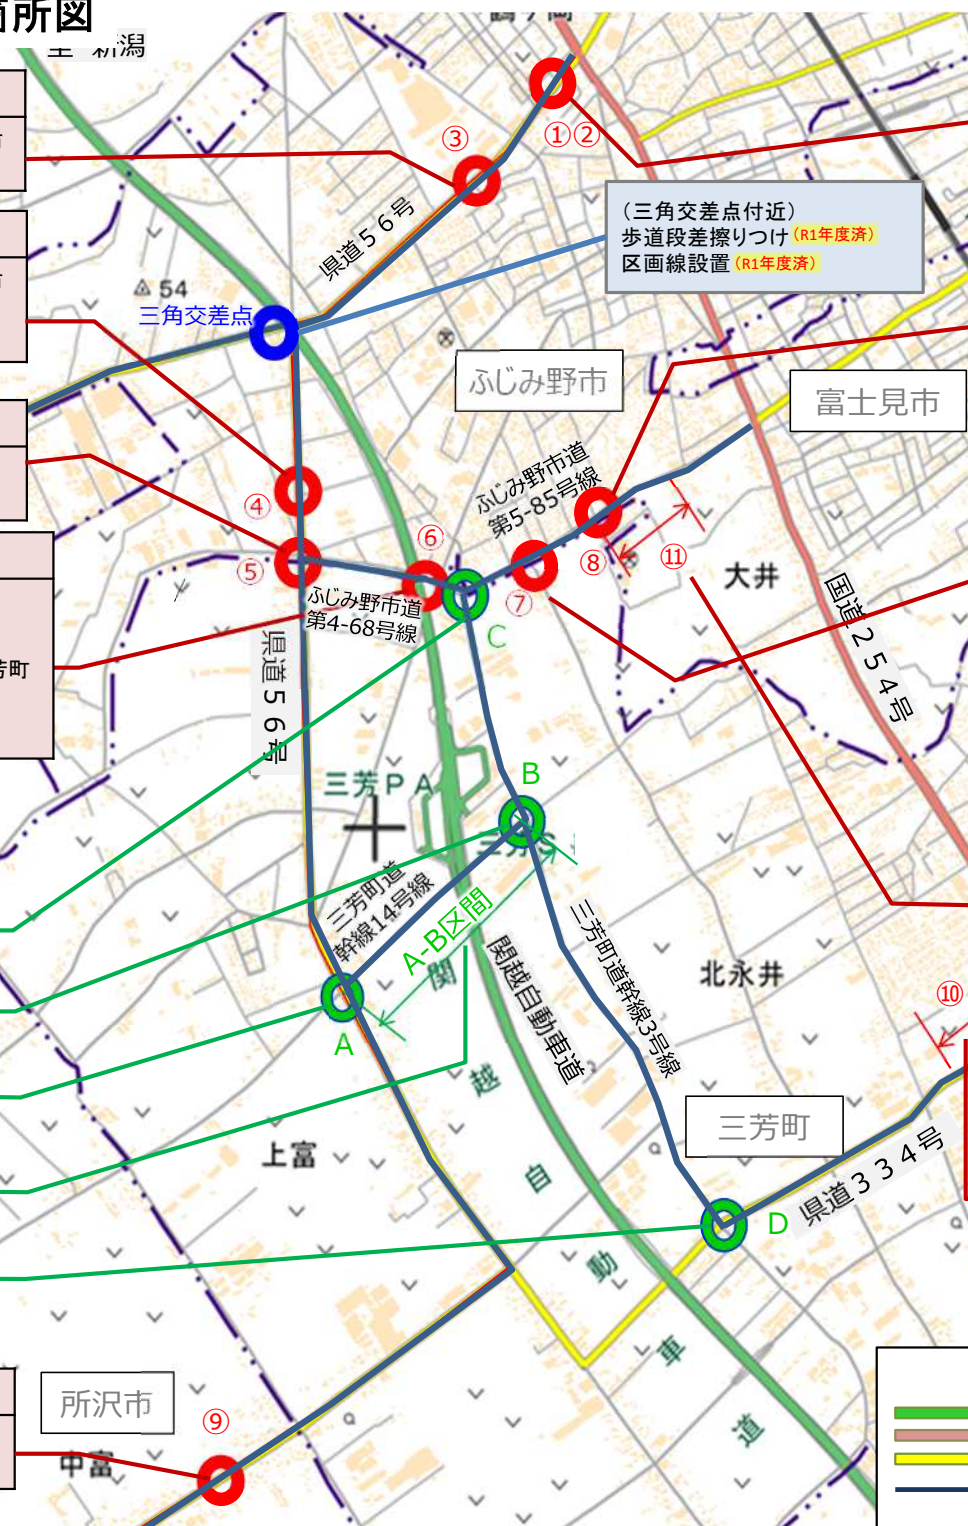 箇所図
至 新潟
③
①②
県道５６号
（三角交差点付近）
歩道段差擦りつけ(R1年度済)
区画線設置(R1年度済)
54
三角交差点
ふじみ野市
富士見市
ふじみ野市道
第5-85号線
④
⑥
⑤
⑧
⑪
⑦
大井
ふじみ野市道
第4-68号線
C
国道２５４号
芳町
県道５６号
三芳ＰＡ
B
三芳町道
幹線14号線
A-B区間
三芳町道幹線3号線
関越自動車道
北永井
⑩
A
関
越
自
動
車
道
上富
三芳町
県道３３４号
D
所沢市
⑨
中富